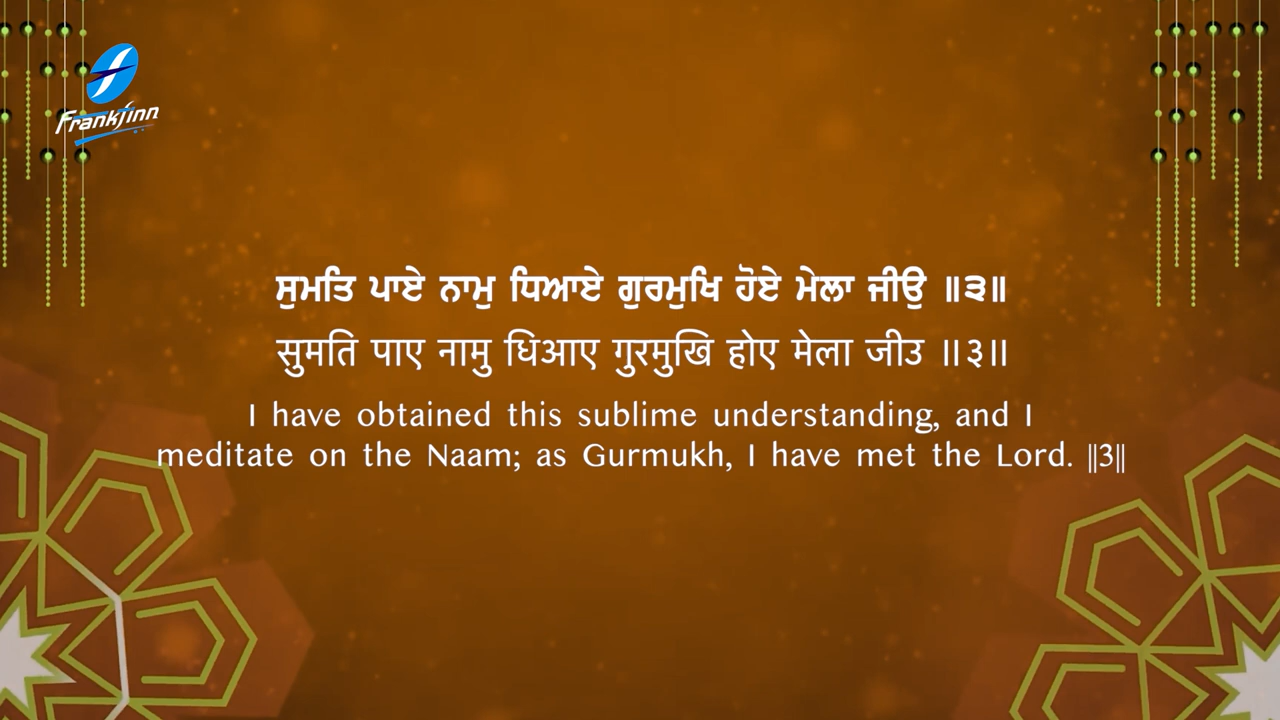 Frankfinn
ਸੁਮਤਿ ਪਾਏ ਨਾਮੁ ਧਿਆਏ ਗੁਰਮੁਖਿ ਹੋਏ ਮੇਲਾ ਜੀਉ ॥੩॥
सुमति पाए नामु धिआए गुरमुखि होए मेला जीउ ॥३॥
I have obtained this sublime understanding, and I
meditate on the Naam; as Gurmukh, I have met the Lord. ||3||